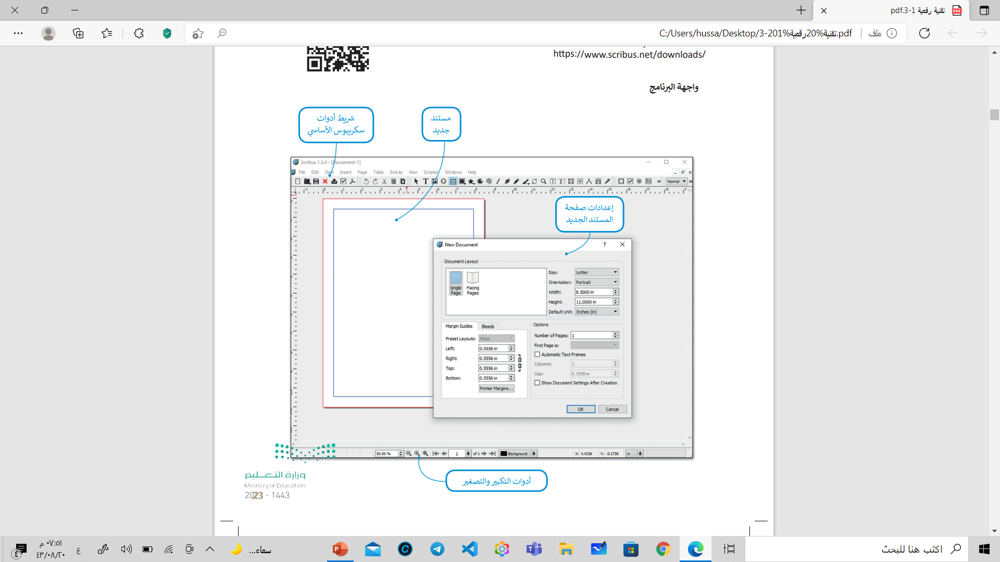 تقنية رقمية 1-3.pdf
C:/Users/hussa/Desktop/3-201%تقنية%20رقمية.pdf
ملف
https://www.scribus.net/downloads/
واجهة البرنامج
شريط أدوات
سكريبوس الأساسي
مستند
جديد
Scribus 1.5.4 - [Document-1]
File Edit Item Insert Page Table Extras View Scripter Windows Help
Normal
إعدادات صفحة
المستند الجديد
New Document
Document Layout
Single
Page
Facing
Pages
Size: Letter
Orientation: Portrait
Width: 8.5000 in
Height: 11.0000 in
Default Unit: Inches (in)
Margin Guides Bleeds
Preset Layouts: None
Left: 0.5556 in
Right: 0.5556 in
Top: 0.5556 in
Bottom: 0.5556 in
Printer Margins...
Options
Number of Pages: 1
First Page is:
Automatic Text Frames
Columns: 1
Gap: 0.1528 in
Show Document Settings After Creation
OK Cancel
50.00 % 1 of 1 Background X: 4.4236 Y: -0.1736 in
أدوات التكبير والتصغير
وزارة التعليم
Ministry of Education
2021 - 1443
23
اكتب هنا للبحث
سماء...
ع
٠٧:٥١ م
٤٣/٠٨/٢٠
٤